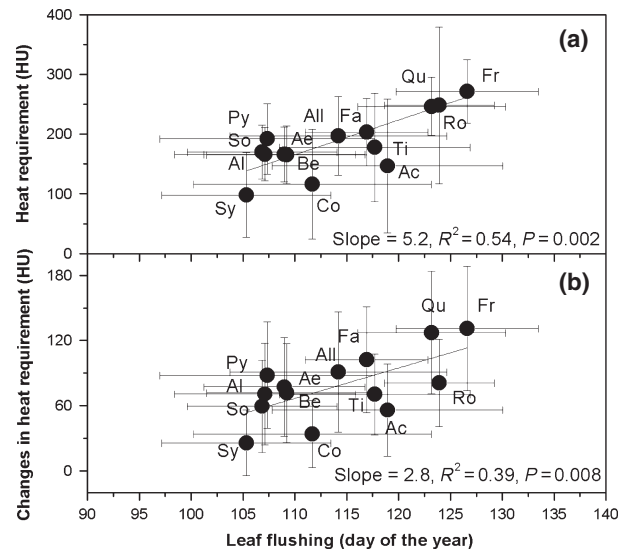 400
(a)
300
Qu
Fr
Py
All
Fa
200
So
Ae
Ro
Ti
Al
Be
Ac
100
Sy
Co
Heat requirement (HU)
0
Slope = 5.2, R² = 0.54, P = 0.002
180
(b)
Qu
Fr
120
Fa
Py
All
Al
Ae
Ro
60
So
Be
Ti
Ac
Sy
Co
0
Changes in heat requirement (HU)
Slope = 2.8, R² = 0.39, P = 0.008
90 95 100 105 110 115 120 125 130 135 140
Leaf flushing (day of the year)